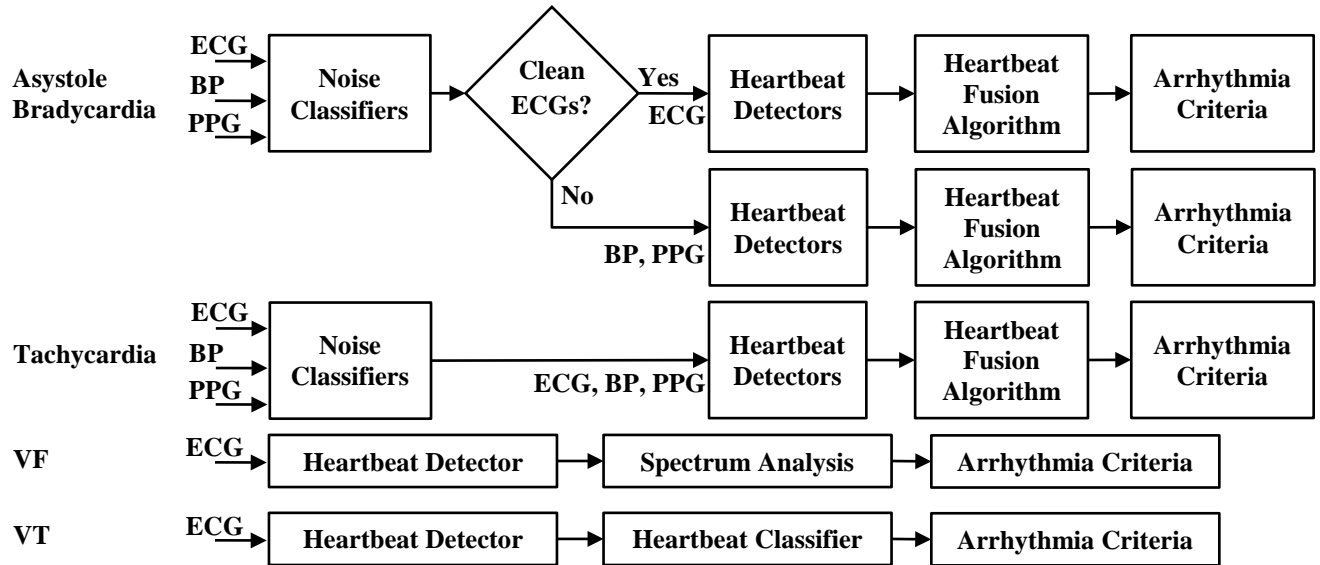 ECG
BP
PPG
Asystole
Bradycardia
Noise
Classifiers
Clean
ECGs?
Yes
ECG
Heartbeat
Detectors
Heartbeat
Fusion
Algorithm
Arrhythmia
Criteria
No
BP, PPG
Heartbeat
Detectors
Heartbeat
Fusion
Algorithm
Arrhythmia
Criteria
Tachycardia
ECG
BP
PPG
Noise
Classifiers
ECG, BP, PPG
Heartbeat
Detectors
Heartbeat
Fusion
Algorithm
Arrhythmia
Criteria
VF
ECG
Heartbeat Detector
Spectrum Analysis
Arrhythmia Criteria
VT
ECG
Heartbeat Detector
Heartbeat Classifier
Arrhythmia Criteria